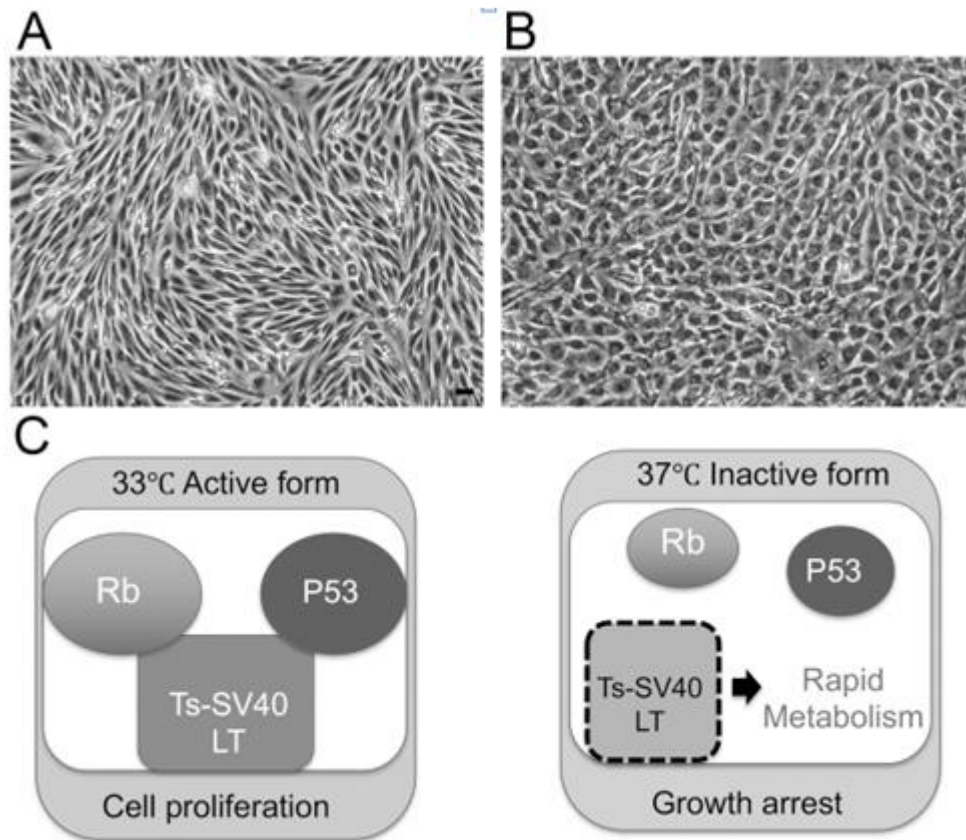 A
B
C
33℃ Active form
Rb
P53
Ts-SV40
LT
Cell proliferation
37℃ Inactive form
Rb
P53
Ts-SV40
LT
Rapid
Metabolism
Growth arrest